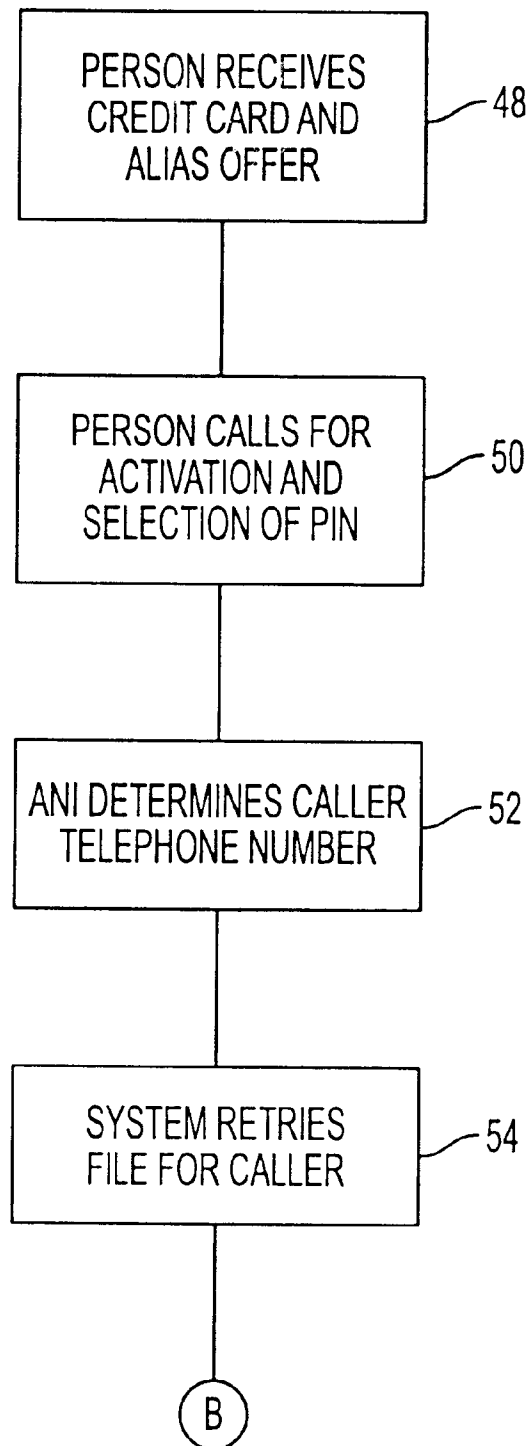 PERSON RECEIVES
CREDIT CARD AND
ALIAS OFFER
48
PERSON CALLS FOR
ACTIVATION AND
SELECTION OF PIN
50
ANI DETERMINES CALLER
TELEPHONE NUMBER
52
SYSTEM RETRIES
FILE FOR CALLER
54
B